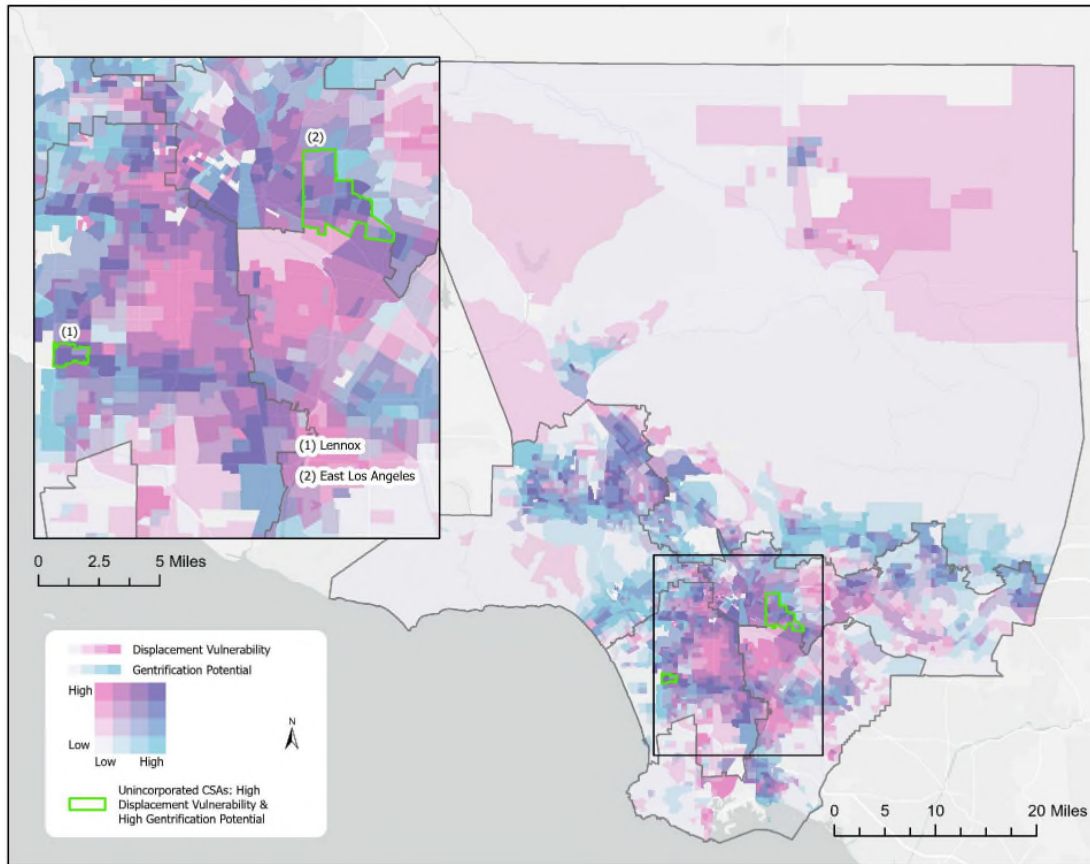 (2)
(1)
(1) Lennox
(2) East Los Angeles
0 2.5 5 Miles
Displacement Vulnerability
Gentrification Potential
High
Low
Low High
N
Unincorporated CSAs: High
Displacement Vulnerability &
High Gentrification Potential
0 5 10 20 Miles